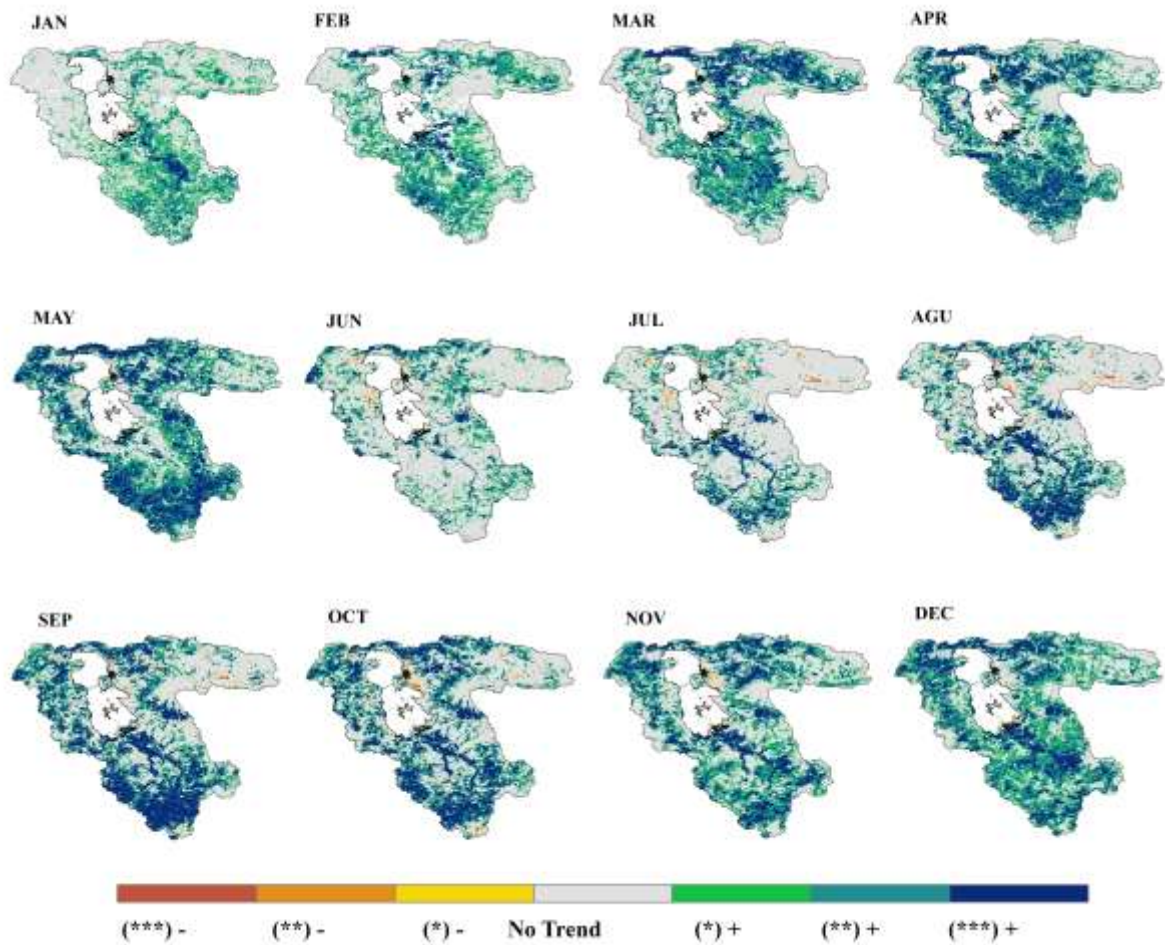 JAN FEB MAR APR
MAY JUN JUL AGU
SEP OCT NOV DEC
(***) - (**) - (*) - No Trend (*) + (**) + (***) +